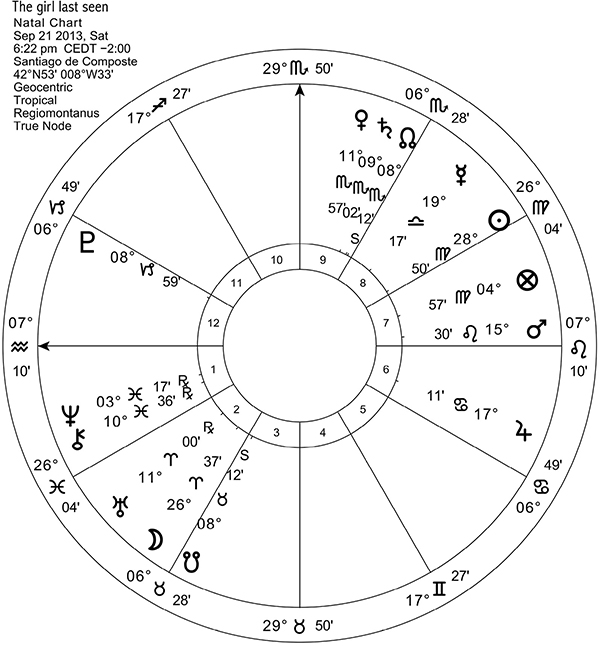 The girl last seen
Natal Chart
Sep 21 2013, Sat
6:22 pm CEDT −2:00
Santiago de Composte
42°N53' 008°W33'
Geocentric
Tropical
Regiomontanus
True Node
29° ♏ 50'
06° ♏ 28'
26° ♍ 04'
07° ♌ 10'
06° ♋ 49'
17° ♊ 27'
29° ♉ 50'
06° ♉ 28'
26° ♓ 04'
07° ♒ 10'
06° ♑ 49'
17° ♐ 27'
♀ 11° ♏ 57'
♄ 09° ♏ 02'
☊ 08° ♏ 12' S
☿ 19° ♎ 17'
☉ 28° ♍ 50'
⊗ 04° ♍ 57'
♂ 15° ♌ 30'
♃ 17° ♋ 11'
☋ 08° ♉ 12' S
☽ 26° ♈ 37'
♅ 11° ♈ 00' ℞
⚷ 10° ♓ 36' ℞
♆ 03° ♓ 17' ℞
♇ 08° ♑ 59'
1
2
3
4
5
6
7
8
9
10
11
12